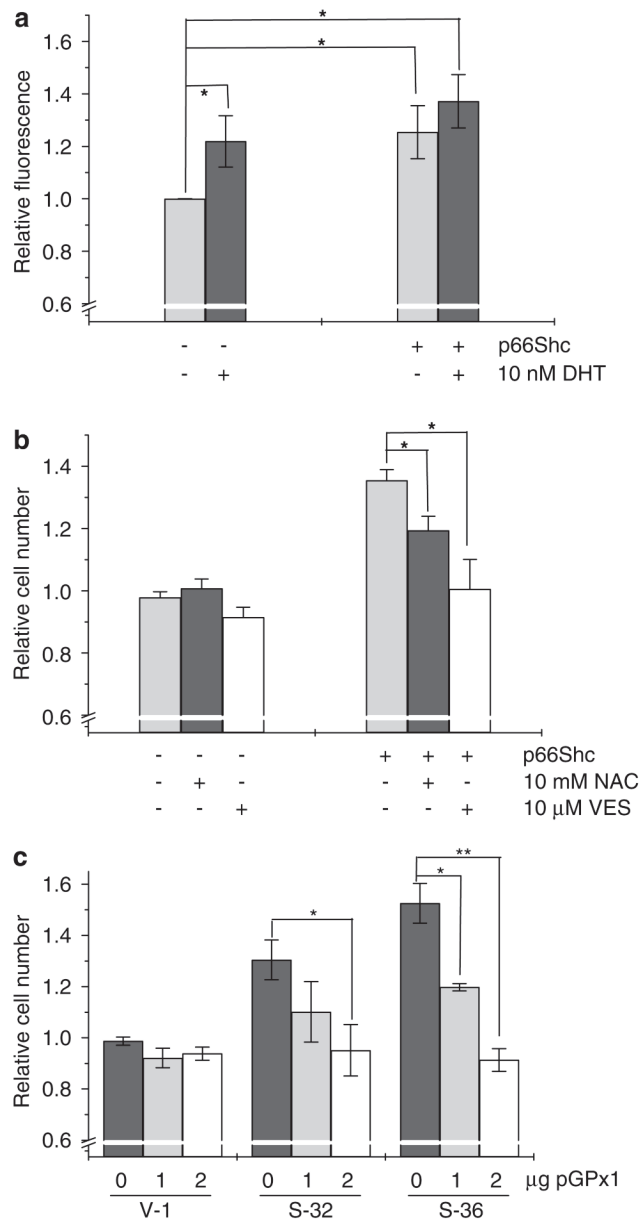 a
Relative fluorescence
1.6
1.4
1.2
1.0
0.8
0.6
* * *
- - + + p66Shc
- + - + 10 nM DHT
b
Relative cell number
1.4
1.2
1.0
0.8
0.6
* *
- - - + + + p66Shc
- + - - + - 10 mM NAC
- - + - - + 10 μM VES
c
Relative cell number
1.6
1.4
1.2
1.0
0.8
0.6
* * **
0 1 2 0 1 2 0 1 2 μg pGPx1
V-1 S-32 S-36